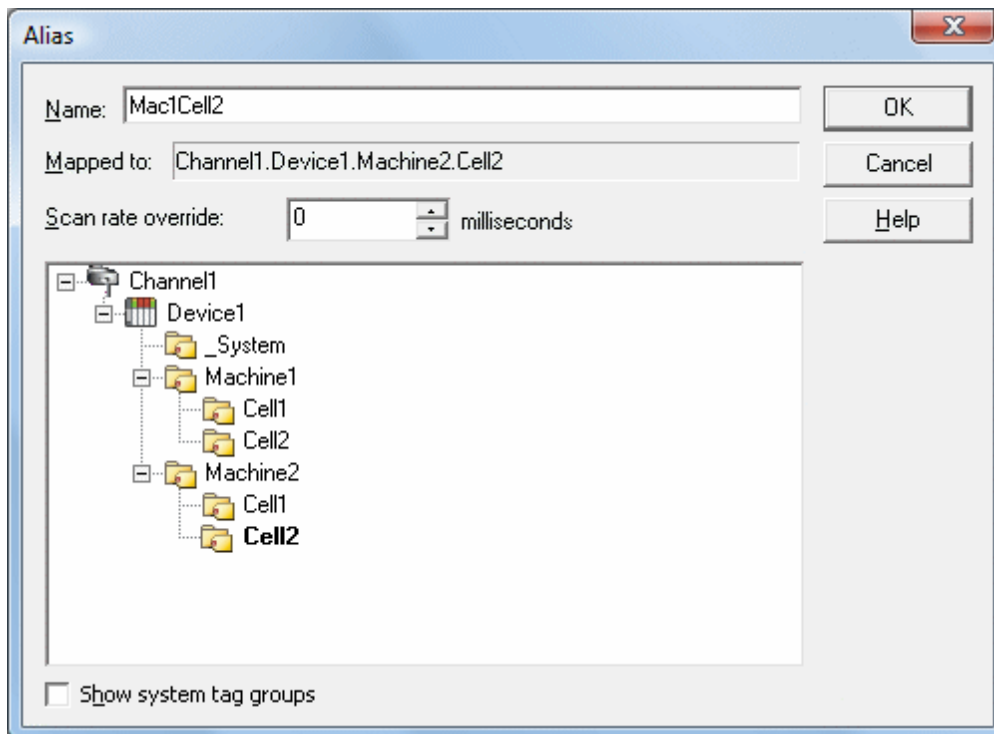 Alias
Name: Mac1Cell2
OK
Mapped to: Channel1.Device1.Machine2.Cell2
Cancel
Scan rate override: 0 milliseconds
Help
Channel1
Device1
_System
Machine1
Cell1
Cell2
Machine2
Cell1
Cell2
Show system tag groups